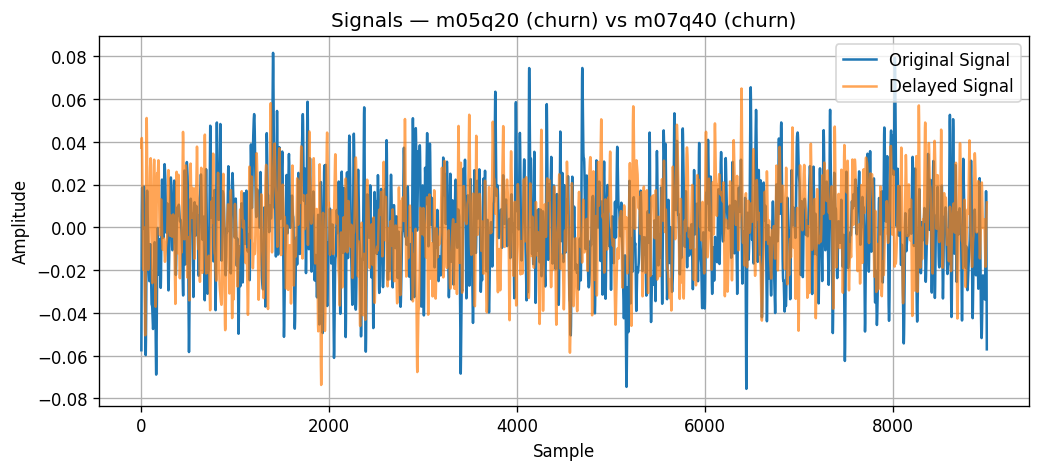 Signals — m05q20 (churn) vs m07q40 (churn)
Original Signal
Delayed Signal
Amplitude
0.08
0.06
0.04
0.02
0.00
−0.02
−0.04
−0.06
−0.08
0 2000 4000 6000 8000
Sample